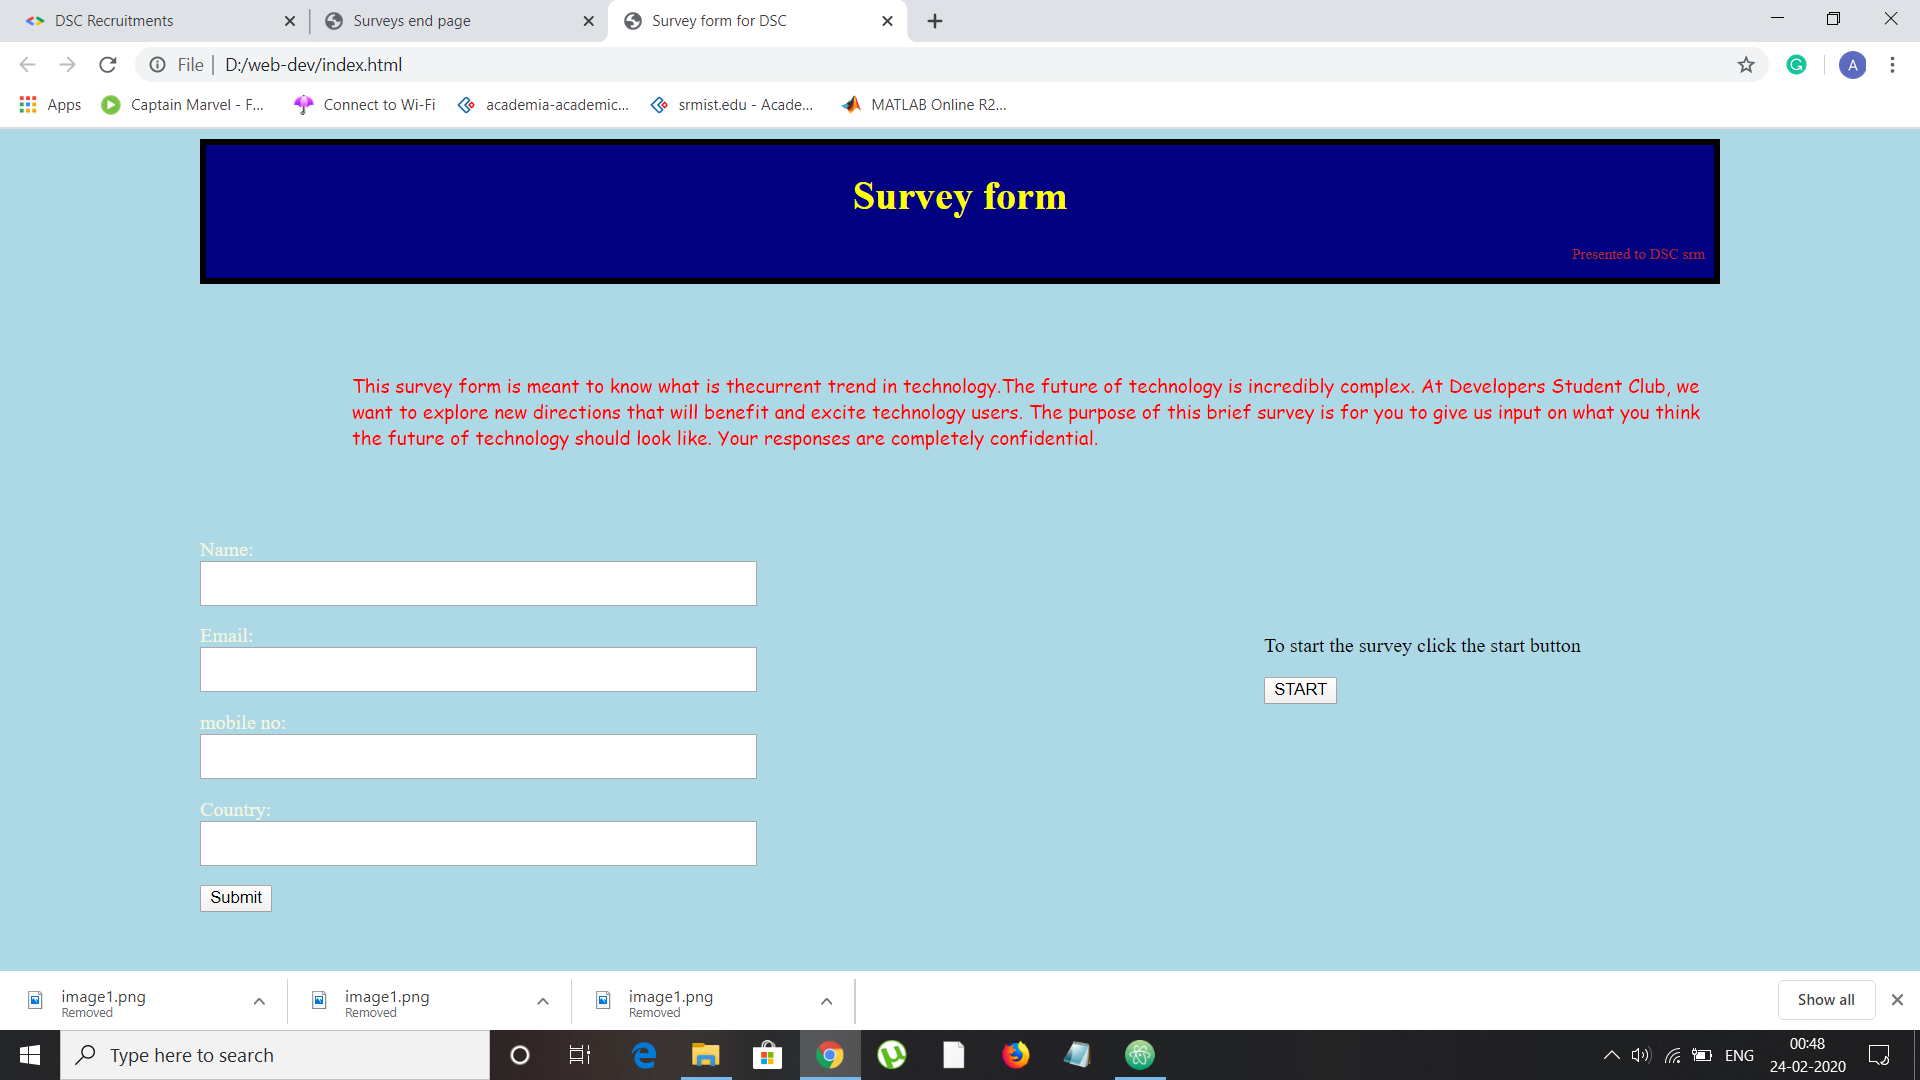 DSC Recruitments
Surveys end page
Survey form for DSC
File
D:/web-dev/index.html
A
Apps
Captain Marvel - F...
Connect to Wi-Fi
academia-academic...
srmist.edu - Acade...
MATLAB Online R2...
Survey form
Presented to DSC srm
This survey form is meant to know what is thecurrent trend in technology.The future of technology is incredibly complex. At Developers Student Club, we
want to explore new directions that will benefit and excite technology users. The purpose of this brief survey is for you to give us input on what you think
the future of technology should look like. Your responses are completely confidential.
Name:
Email:
mobile no:
Country:
Submit
To start the survey click the start button
START
image1.png
Removed
image1.png
Removed
image1.png
Removed
Show all
Type here to search
ENG
00:48
24-02-2020